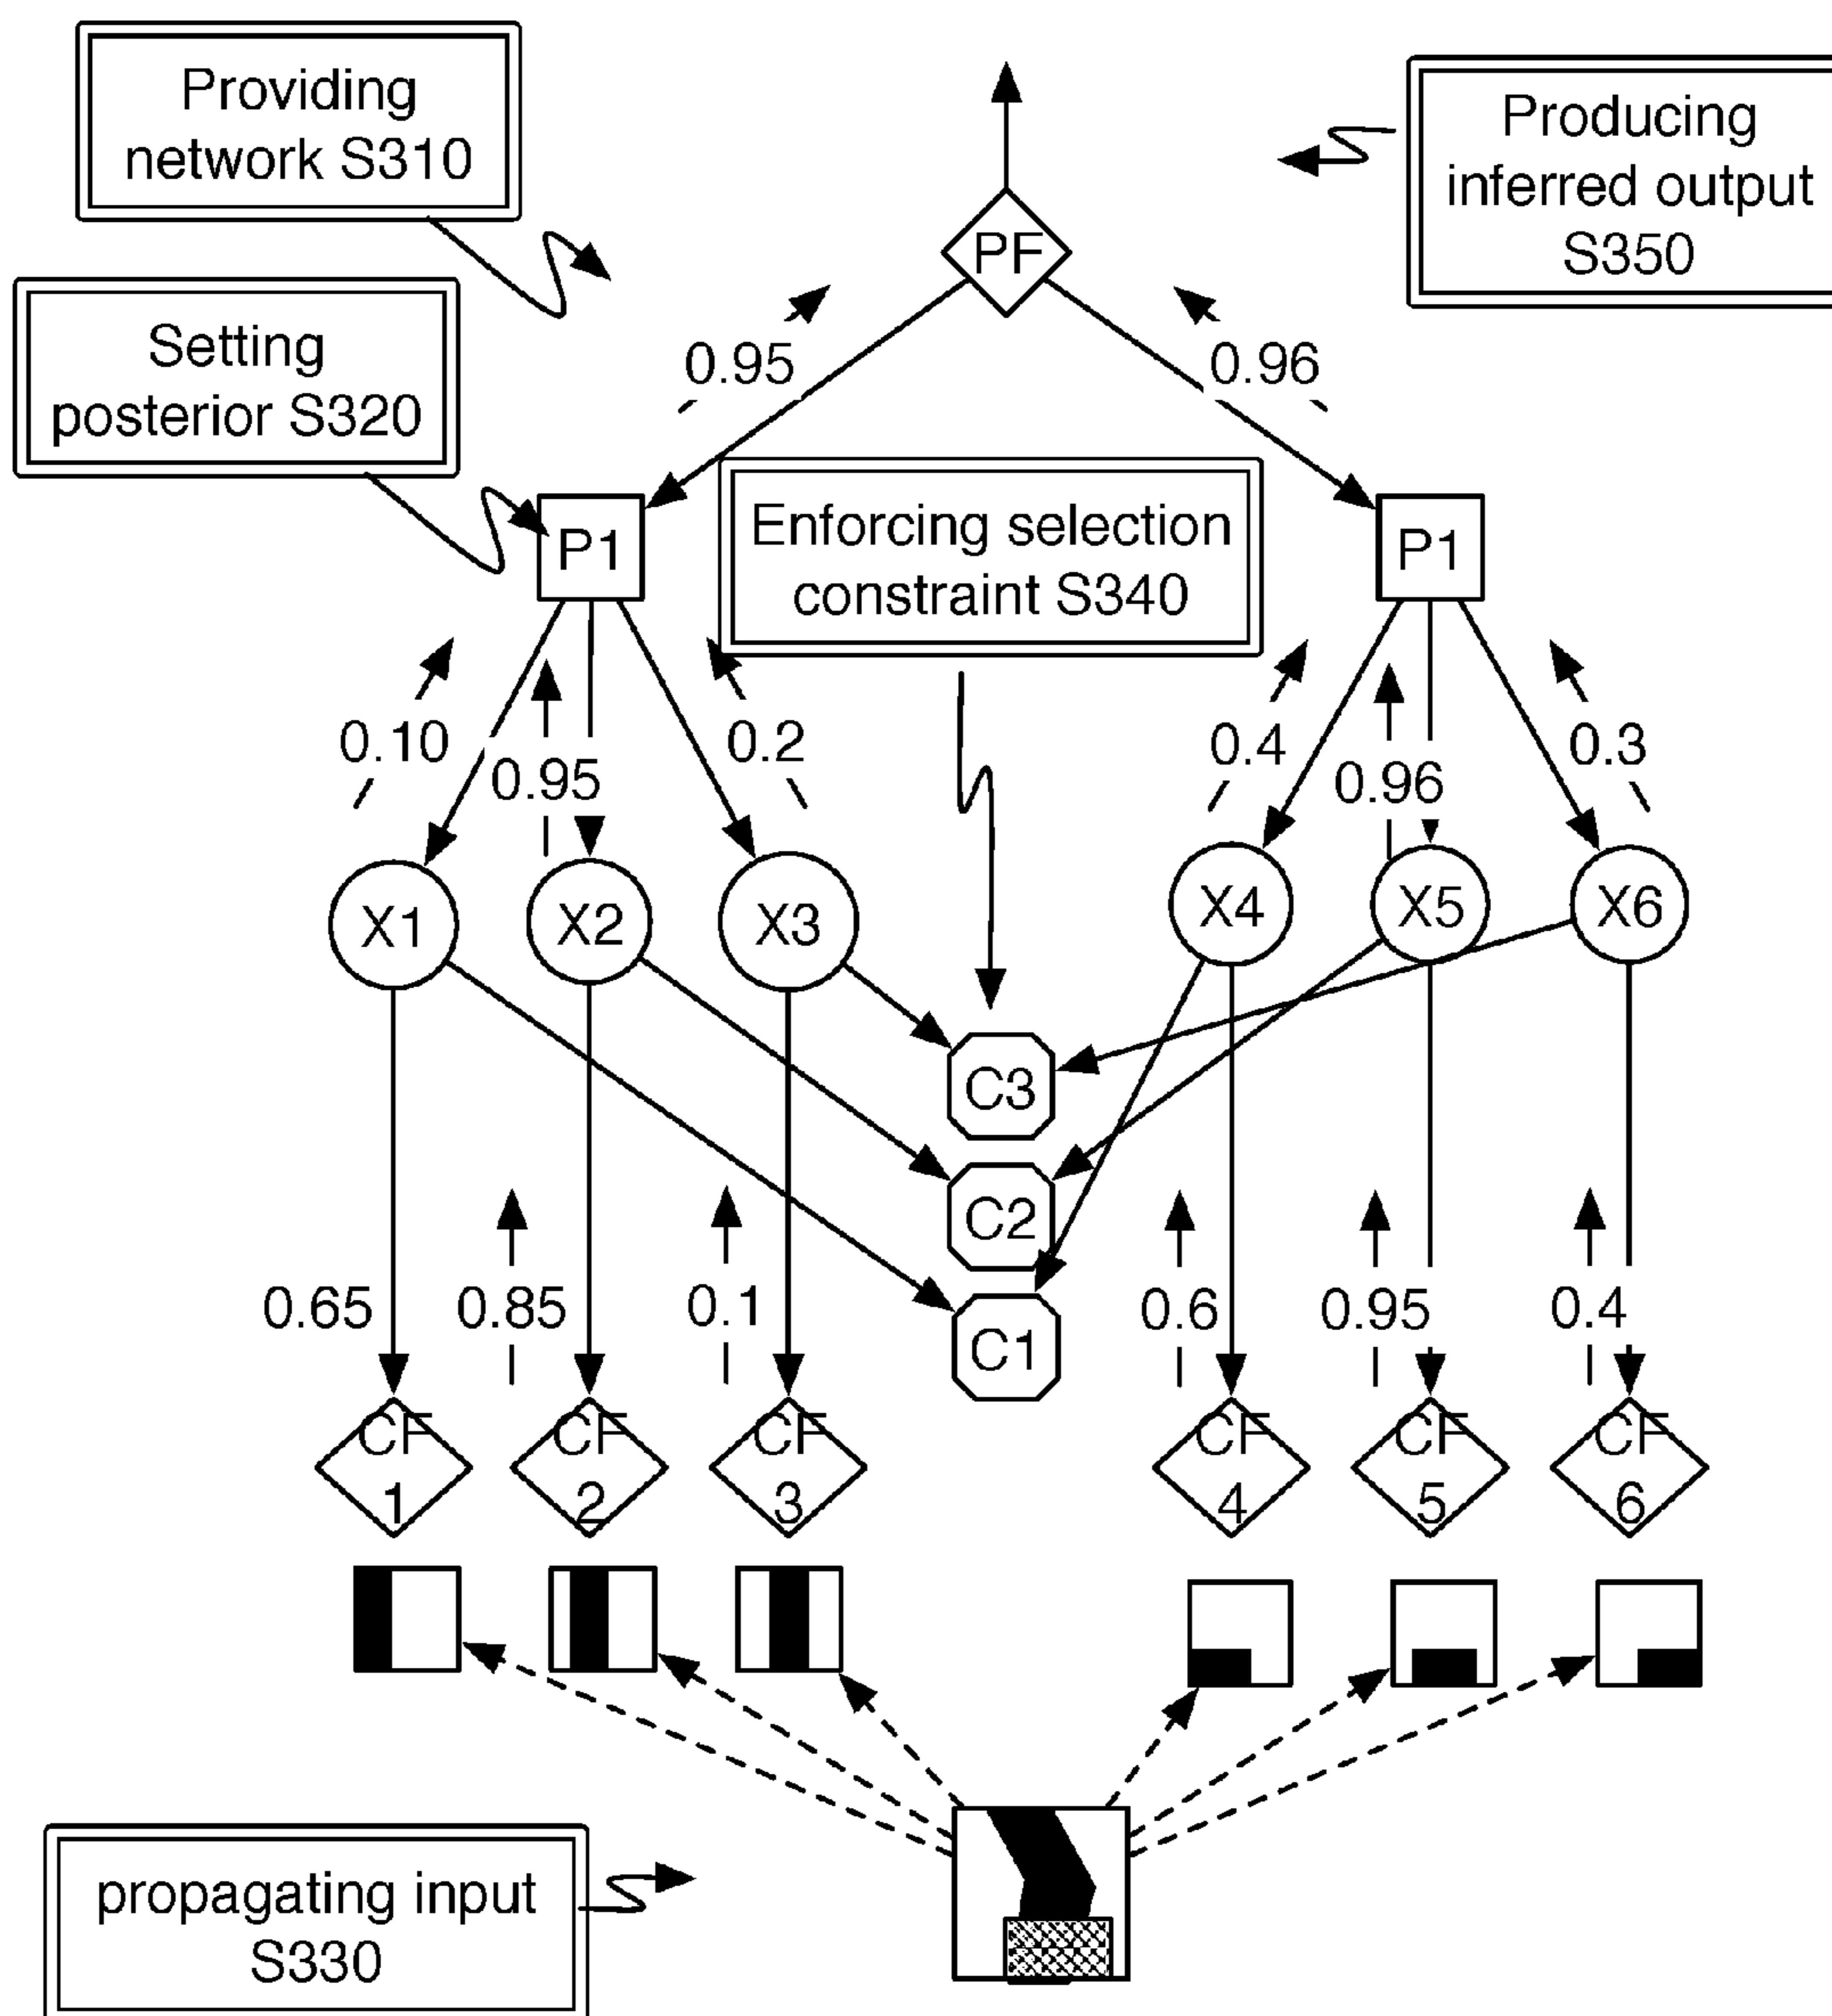 Providing
network S310
Producing
inferred output
S350
PF
Setting
posterior S320
0.95
0.96
P1
Enforcing selection
constraint S340
P1
0.10
0.95
0.2
0.4
0.96
0.3
X1
X2
X3
X4
X5
X6
C3
C2
C1
0.65
0.85
0.1
0.6
0.95
0.4
CF
1
CF
2
CF
3
CF
4
CF
5
CF
6
propagating input
S330